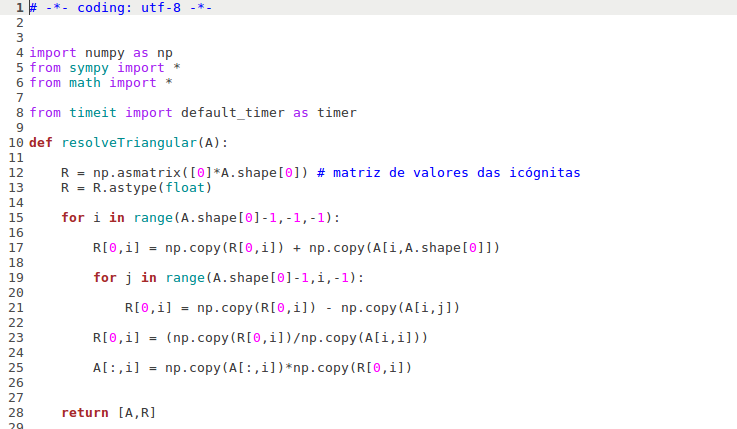 1 # -*- coding: utf-8 -*-
2
3
4 import numpy as np
5 from sympy import *
6 from math import *
7
8 from timeit import default_timer as timer
9
10 def resolveTriangular(A):
11
12     R = np.asmatrix([0]*A.shape[0]) # matriz de valores das icógnitas
13     R = R.astype(float)
14
15     for i in range(A.shape[0]-1,-1,-1):
16
17         R[0,i] = np.copy(R[0,i]) + np.copy(A[i,A.shape[0]])
18
19         for j in range(A.shape[0]-1,i,-1):
20
21             R[0,i] = np.copy(R[0,i]) - np.copy(A[i,j])
22
23         R[0,i] = (np.copy(R[0,i])/np.copy(A[i,i]))
24
25         A[:,i] = np.copy(A[:,i])*np.copy(R[0,i])
26
27
28     return [A,R]
29